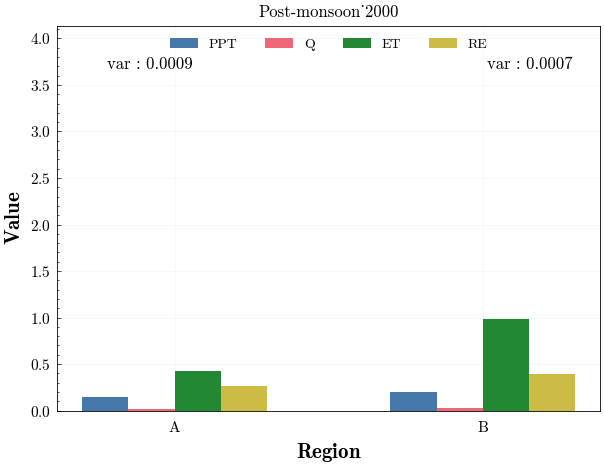 Post-monsoon˙2000
PPT Q ET RE
var : 0.0009 var : 0.0007
Value
4.0
3.5
3.0
2.5
2.0
1.5
1.0
0.5
0.0
A B
Region